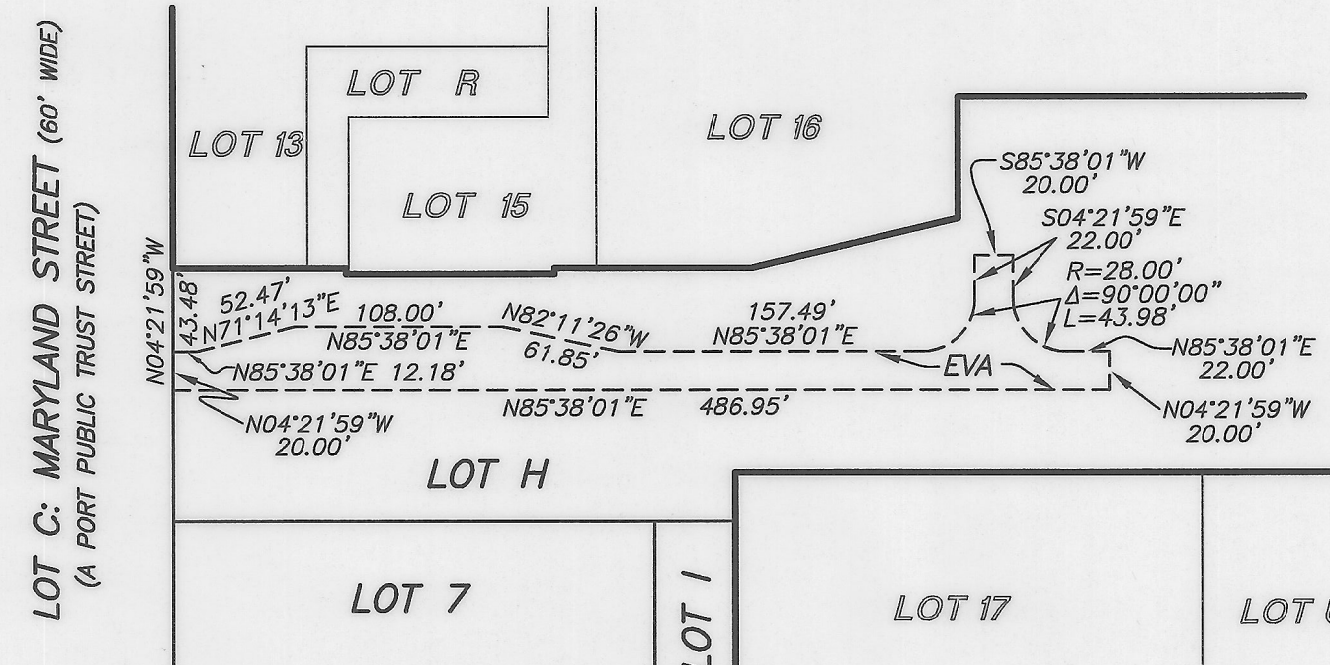 LOT C: MARYLAND STREET (60' WIDE)
(A PORT PUBLIC TRUST STREET)
LOT R
LOT 13
LOT 15
LOT 16
S85°38'01"W
20.00'
S04°21'59"E
22.00'
R=28.00'
Δ=90°00'00"
L=43.98'
N04°21'59"W
43.48'
52.47'
N71°14'13"E
108.00'
N85°38'01"E
N82°11'26"W
61.85'
157.49'
N85°38'01"E
N85°38'01"E
22.00'
N85°38'01"E 12.18'
EVA
N85°38'01"E 486.95'
N04°21'59"W
20.00'
N04°21'59"W
20.00'
LOT H
LOT 7
LOT I
LOT 17
LOT